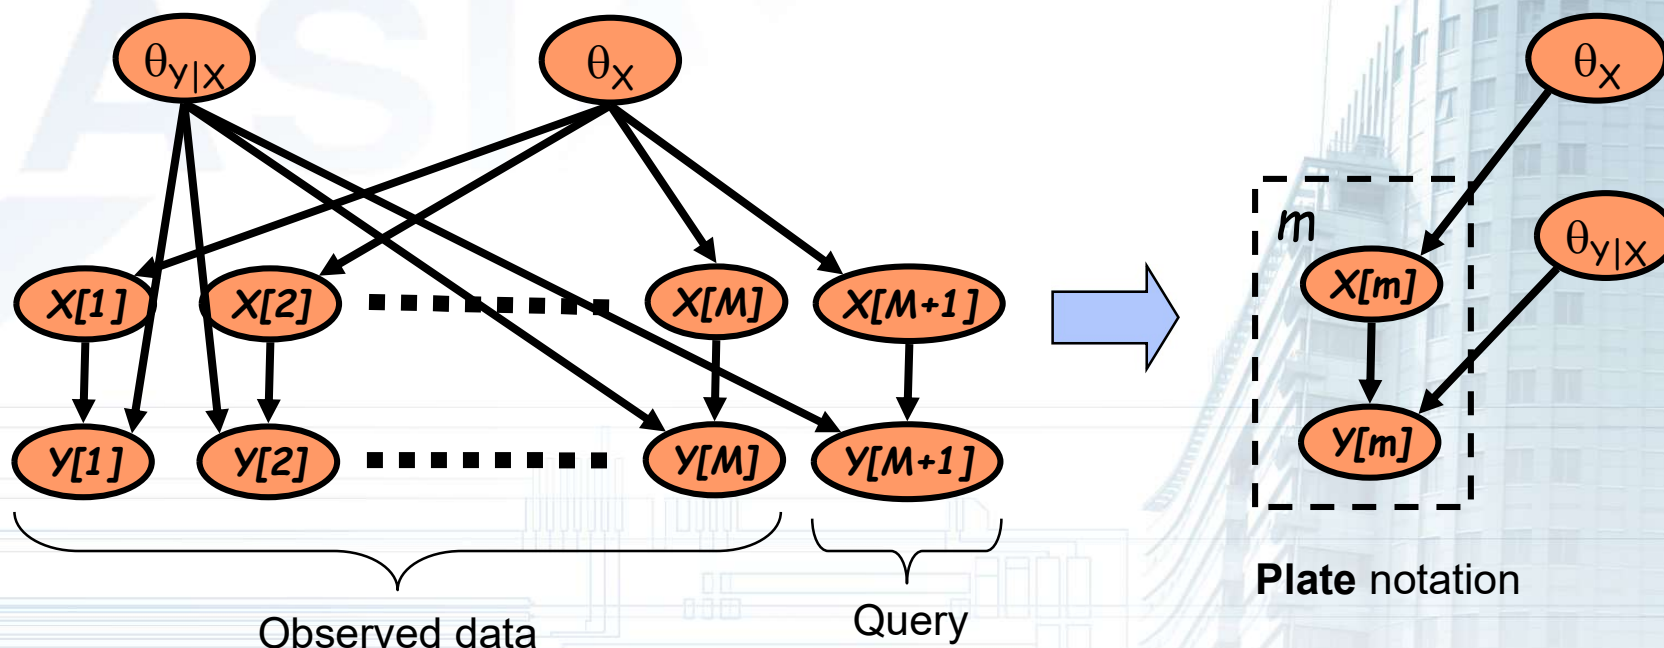 θY|X
θX
X[1]
X[2]
X[M]
X[M+1]
Y[1]
Y[2]
Y[M]
Y[M+1]
Observed data
Query
θX
m
θY|X
X[m]
Y[m]
Plate notation